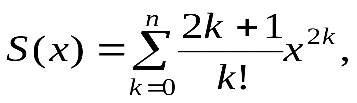 S(x) = \sum_{k=0}^{n} \frac{2k+1}{k!} x^{2k},